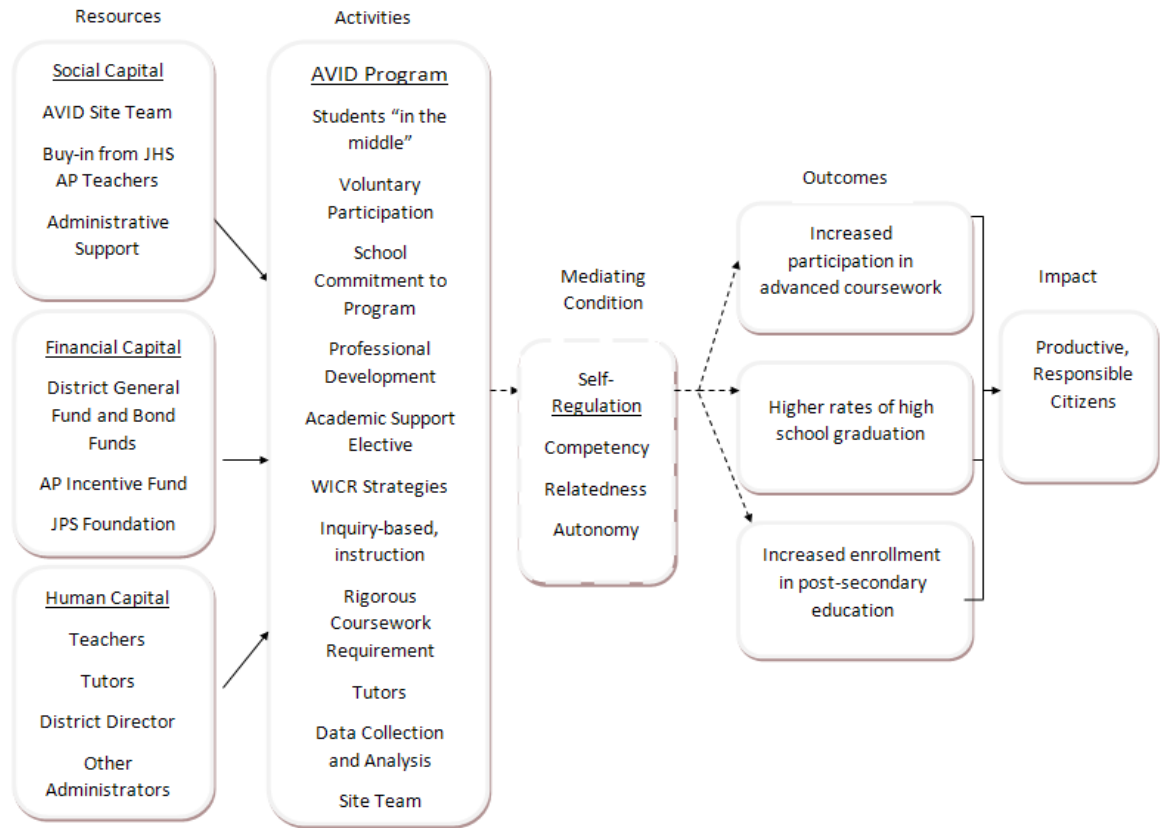 Resources
Social Capital
AVID Site Team
Buy-in from JHS
AP Teachers
Administrative
Support
Financial Capital
District General
Fund and Bond
Funds
AP Incentive Fund
JPS Foundation
Human Capital
Teachers
Tutors
District Director
Other
Administrators
Activities
AVID Program
Students “in the
middle”
Voluntary
Participation
School
Commitment to
Program
Professional
Development
Academic Support
Elective
WICR Strategies
Inquiry-based,
instruction
Rigorous
Coursework
Requirement
Tutors
Data Collection
and Analysis
Site Team
Mediating
Condition
Self-
Regulation
Competency
Relatedness
Autonomy
Outcomes
Increased
participation in
advanced coursework
Higher rates of high
school graduation
Increased enrollment
in post-secondary
education
Impact
Productive,
Responsible
Citizens